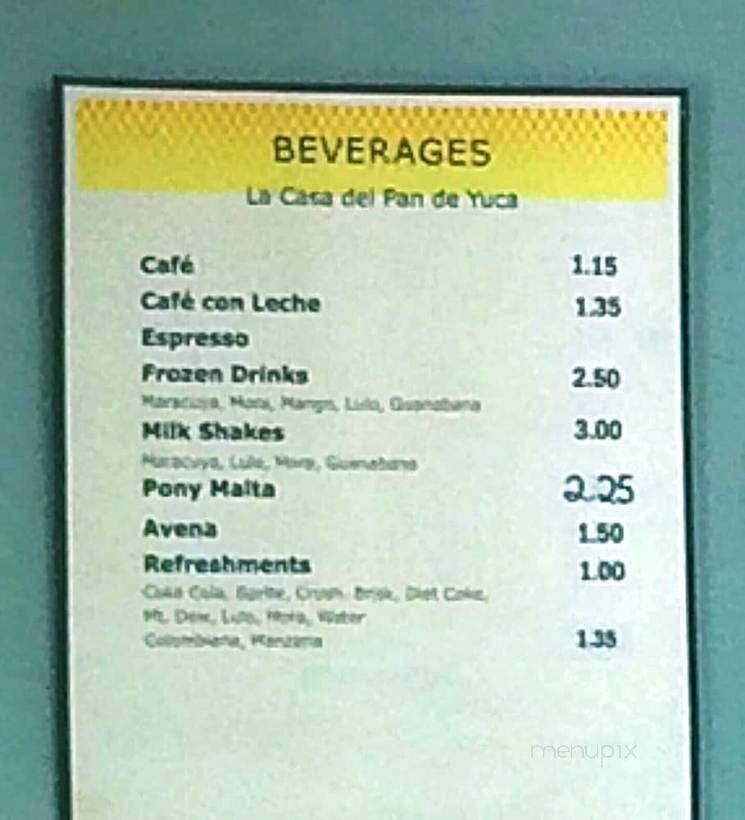 BEVERAGES
La Casa del Pan de Yuca
Café 1.15
Café con Leche 1.35
Espresso
Frozen Drinks 2.50
Maracuya, Mora, Mango, Lulo, Guanabana
Milk Shakes 3.00
Maracuya, Lulo, Mora, Guanabana
Pony Malta 2.25
Avena 1.50
Refreshments 1.00
Coka Cola, Sprite, Crush, Brisk, Diet Coke,
Mt. Dew, Lulo, Mora, Water
Colombiana, Manzana 1.35
menupix